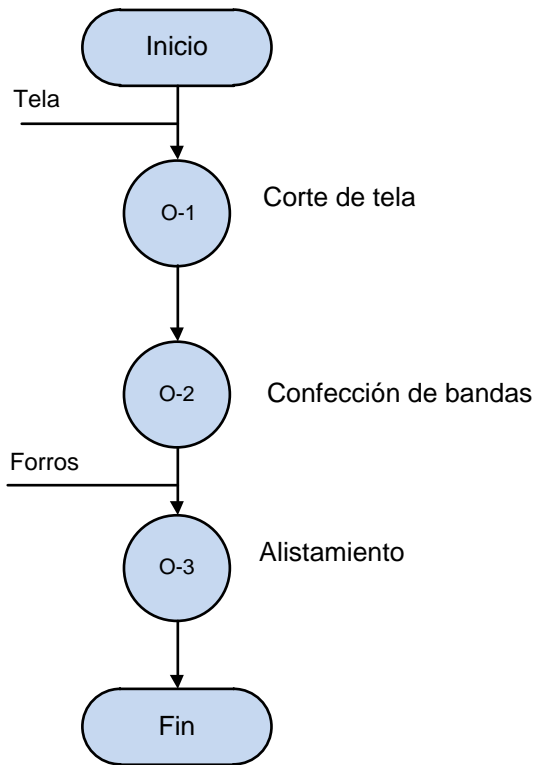 Inicio
Tela
O-1
Corte de tela
O-2
Confección de bandas
Forros
O-3
Alistamiento
Fin